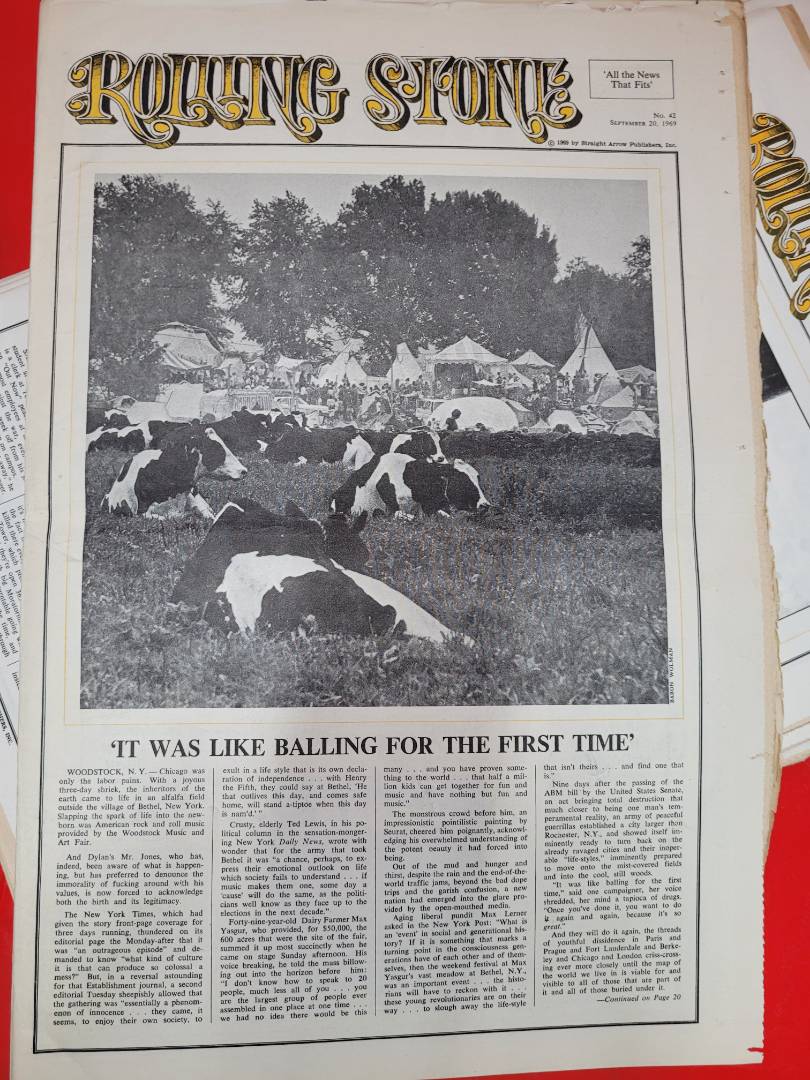 ROLLING STONE
'All the News
That Fits'
No. 42
SEPTEMBER 20, 1969
© 1969 by Straight Arrow Publishers, Inc.
BARON WOLMAN
'IT WAS LIKE BALLING FOR THE FIRST TIME'
WOODSTOCK, N.Y. — Chicago was
only the labor pains. With a joyous
three-day shriek, the inheritors of the
earth came to life in an alfalfa field
outside the village of Bethel, New York.
Slapping the spark of life into the new-
born was American rock and roll music
provided by the Woodstock Music and
Art Fair.
And Dylan's Mr. Jones, who has,
indeed, been aware of what is happen-
ing, but has preferred to denounce the
immorality of fucking around with his
values, is now forced to acknowledge
both the birth and its legitimacy.
The New York Times, which had
given the story front-page coverage for
three days running, thundered on its
editorial page the Monday-after that it
was "an outrageous episode" and de-
manded to know "what kind of culture
it is that can produce so colossal a
mess?" But, in a reversal astounding
for that Establishment journal, a second
editorial Tuesday sheepishly allowed that
the gathering was "essentially a phenom-
enon of innocence . . . they came, it
seems, to enjoy their own society, to
exult in a life style that is its own decla-
ration of independence . . . with Henry
the Fifth, they could say at Bethel, 'He
that outlives this day, and comes safe
home, will stand a-tiptoe when this day
is nam'd.' "
Crusty, elderly Ted Lewis, in his po-
litical column in the sensation-monger-
ing New York Daily News, wrote with
wonder that for the army that took
Bethel it was "a chance, perhaps, to ex-
press their emotional outlook on life
which society fails to understand . . . if
music makes them one, some day a
'cause' will do the same, as the politi-
cians well know as they face up to the
elections in the next decade."
Forty-nine-year-old Dairy Farmer Max
Yasgur, who provided, for $50,000, the
600 acres that were the site of the fair,
summed it up most succinctly when he
came on stage Sunday afternoon. His
voice breaking, he told the mass billow-
ing out into the horizon before him:
"I don't know how to speak to 20
people, much less all of you . . . you
are the largest group of people ever
assembled in one place at one time . . .
we had no idea there would be this
many . . . and you have proven some-
thing to the world . . . that half a mil-
lion kids can get together for fun and
music and have nothing but fun and
music."
The monstrous crowd before him, an
impressionistic pointilistic painting by
Seurat, cheered him poignantly, acknowl-
edging his overwhelming understanding of
the potent beauty it had forced into
being.
Out of the mud and hunger and
thirst, despite the rain and the end-of-the-
world traffic jams, beyond the bad dope
trips and the garish confusion, a new
nation had emerged into the glare pro-
vided by the open-mouthed media.
Aging liberal pundit Max Lerner
asked in the New York Post: "What is
an 'event' in social and generational his-
tory? If it is something that marks a
turning point in the consciousness gen-
erations have of each other and of them-
selves, then the weekend festival at Max
Yasgur's vast meadow at Bethel, N.Y.,
was an important event . . . the histo-
rians will have to reckon with it . . .
these young revolutionaries are on their
way . . . to slough away the life-style
that isn't theirs . . . and find one that
is."
Nine days after the passing of the
ABM bill by the United States Senate,
an act bringing total destruction that
much closer to being one man's tem-
peramental reality, an army of peaceful
guerrillas established a city larger than
Rochester, N.Y., and showed itself im-
minently ready to turn back on the
already ravaged cities and their inoper-
able "life-styles," imminently prepared
to move onto the mist-covered fields
and into the cool, still woods.
"It was like balling for the first
time," said one campaigner, her voice
shredded, her mind a tapioca of drugs.
"Once you've done it, you want to do
it again and again, because it's so
great."
And they will do it again, the threads
of youthful dissidence in Paris and
Prague and Fort Lauderdale and Berke-
ley and Chicago and London criss-cross-
ing ever more closely until the map of
the world we live in is viable for and
visible to all of those that are part of
it and all of those buried under it.
—Continued on Page 20